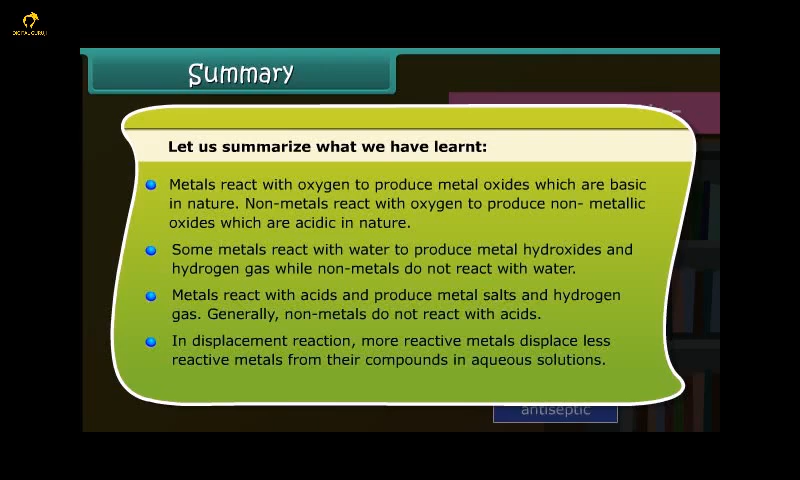 DIGITAL GURUJI
Summary
Let us summarize what we have learnt:
Metals react with oxygen to produce metal oxides which are basic
in nature. Non-metals react with oxygen to produce non- metallic
oxides which are acidic in nature.
Some metals react with water to produce metal hydroxides and
hydrogen gas while non-metals do not react with water.
Metals react with acids and produce metal salts and hydrogen
gas. Generally, non-metals do not react with acids.
In displacement reaction, more reactive metals displace less
reactive metals from their compounds in aqueous solutions.
antiseptic